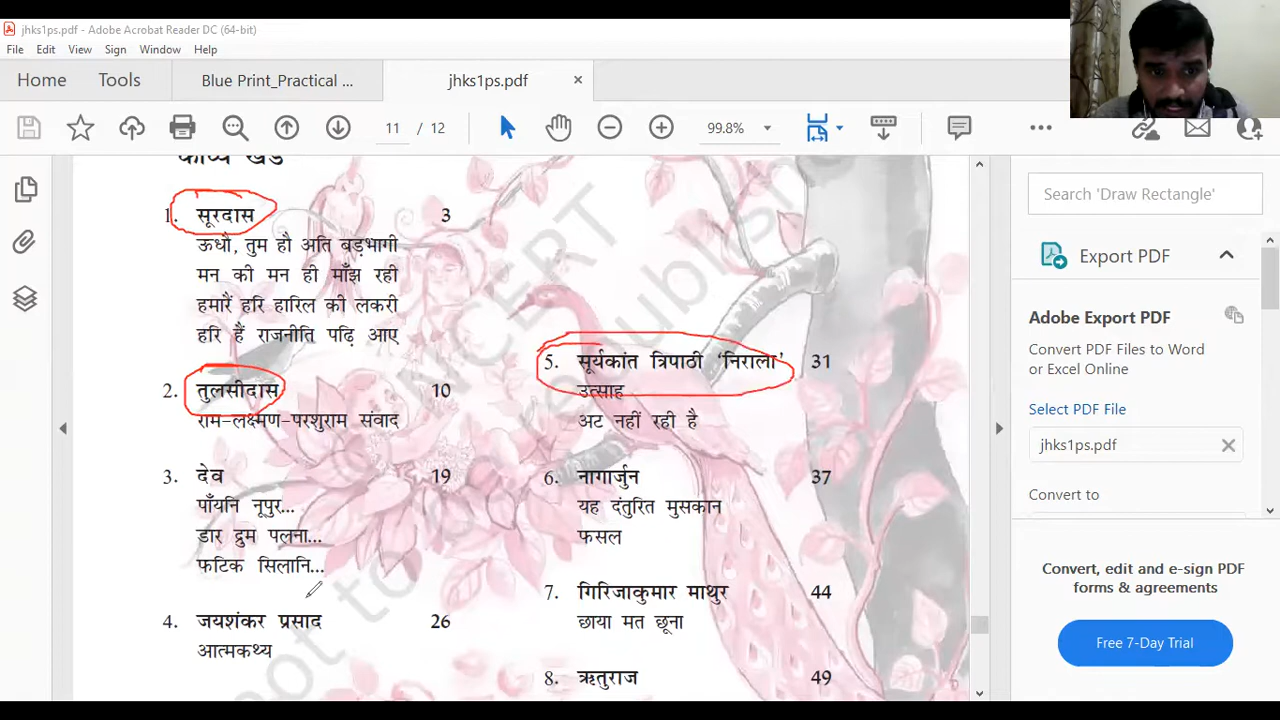 jhks1ps.pdf - Adobe Acrobat Reader DC (64-bit)
File Edit View Sign Window Help
Home Tools Blue Print_Practical ... jhks1ps.pdf ×
11 / 12 99.8%
काव्य खंड
1. सूरदास 3
ऊधौ, तुम हौ अति बड़भागी
मन की मन ही माँझ रही
हमारैं हरि हारिल की लकरी
हरि हैं राजनीति पढ़ि आए
2. तुलसीदास 10
राम-लक्ष्मण-परशुराम संवाद
3. देव 19
पाँयनि नूपुर...
डार द्रुम पलना...
फटिक सिलानि...
4. जयशंकर प्रसाद 26
आत्मकथ्य
5. सूर्यकांत त्रिपाठी ‘निराला’ 31
उत्साह
अट नहीं रही है
6. नागार्जुन 37
यह दंतुरित मुसकान
फसल
7. गिरिजाकुमार माथुर 44
छाया मत छूना
8. ऋतुराज 49
Search 'Draw Rectangle'
Export PDF
Adobe Export PDF
Convert PDF Files to Word
or Excel Online
Select PDF File
jhks1ps.pdf
Convert to
Convert, edit and e-sign PDF
forms & agreements
Free 7-Day Trial